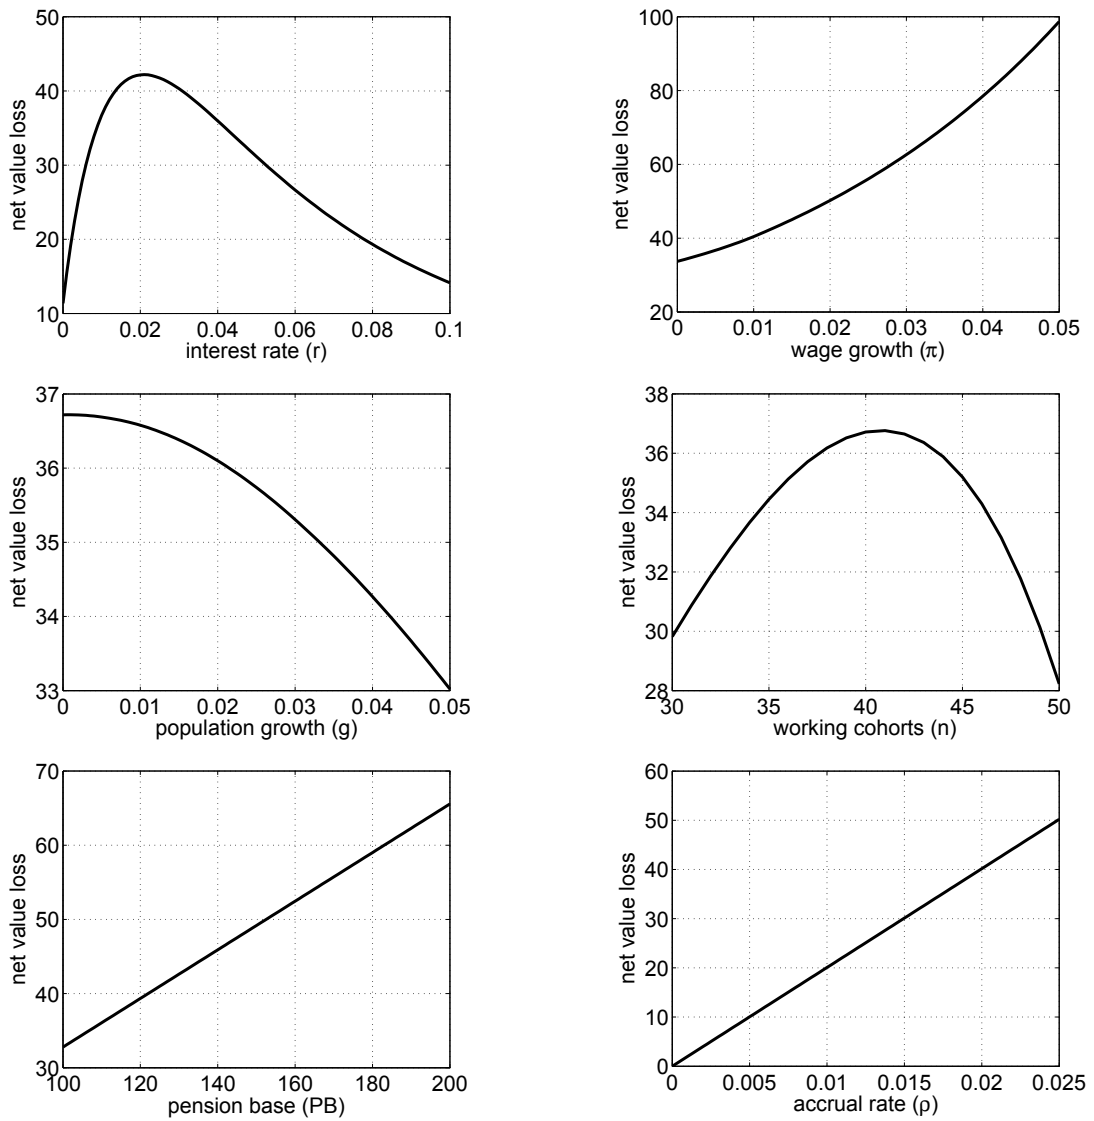 50
40
30
20
10
net value loss
0 0.02 0.04 0.06 0.08 0.1
interest rate (r)
100
80
60
40
20
net value loss
0 0.01 0.02 0.03 0.04 0.05
wage growth (π)
37
36
35
34
33
net value loss
0 0.01 0.02 0.03 0.04 0.05
population growth (g)
38
36
34
32
30
28
net value loss
30 35 40 45 50
working cohorts (n)
70
60
50
40
30
net value loss
100 120 140 160 180 200
pension base (PB)
60
50
40
30
20
10
0
net value loss
0 0.005 0.01 0.015 0.02 0.025
accrual rate (ρ)